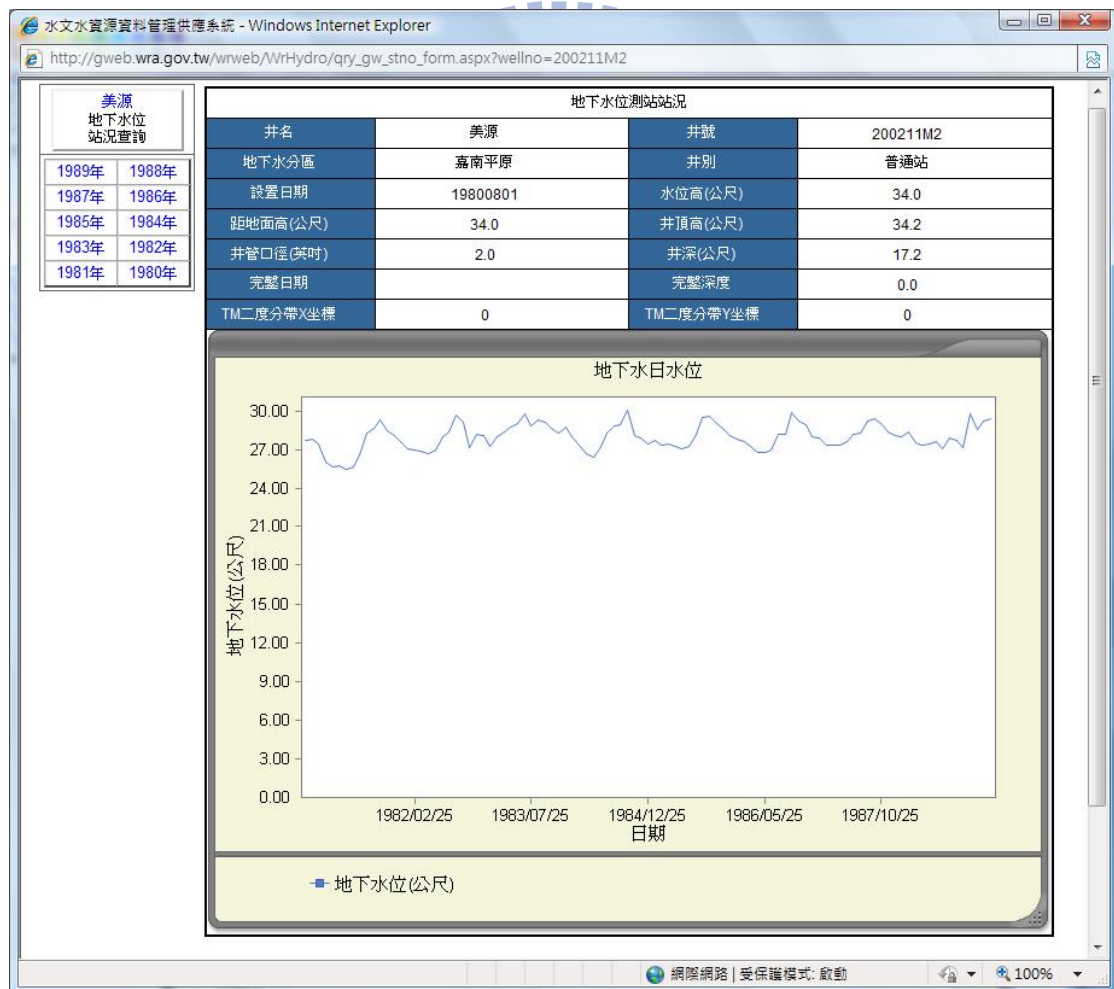 水文水資源資料管理供應系統 - Windows Internet Explorer
http://gweb.wra.gov.tw/wrweb/WrHydro/qry_gw_stno_form.aspx?wellno=200211M2
美源
地下水位
站況查詢
1989年 1988年
1987年 1986年
1985年 1984年
1983年 1982年
1981年 1980年
地下水位測站站況
井名 美源 井號 200211M2
地下水分區 嘉南平原 井別 普通站
設置日期 19800801 水位高(公尺) 34.0
距地面高(公尺) 34.0 井頂高(公尺) 34.2
井管口徑(英吋) 2.0 井深(公尺) 17.2
完鑿日期 完鑿深度 0.0
TM二度分帶X坐標 0 TM二度分帶Y坐標 0
地下水日水位
30.00
27.00
24.00
21.00
18.00
15.00
12.00
9.00
6.00
3.00
0.00
地下水位(公尺)
1982/02/25 1983/07/25 1984/12/25 1986/05/25 1987/10/25
日期
地下水位(公尺)
網際網路 | 受保護模式: 啟動 100%